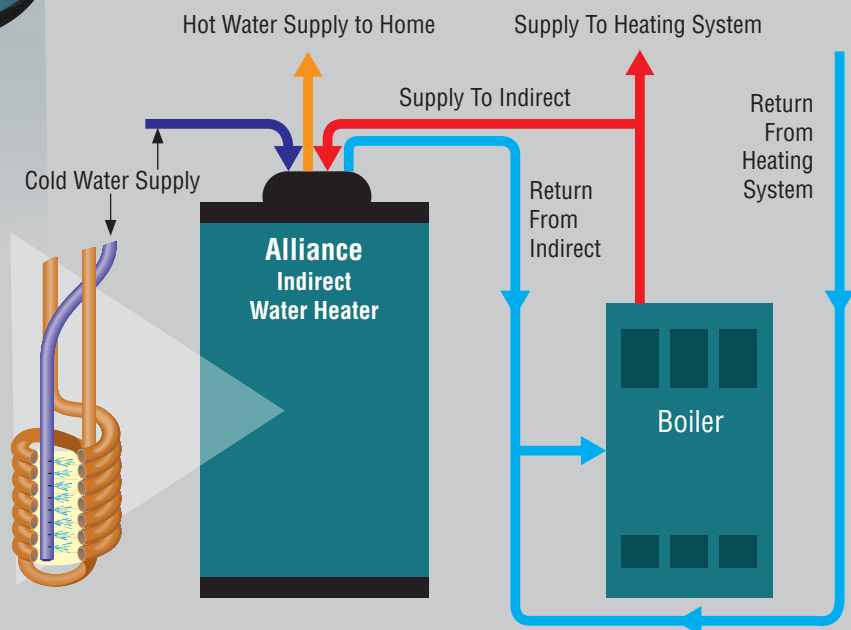 Hot Water Supply to Home
Supply To Heating System
Supply To Indirect
Return
From
Heating
System
Cold Water Supply
Return
From
Indirect
Alliance
Indirect
Water Heater
Boiler